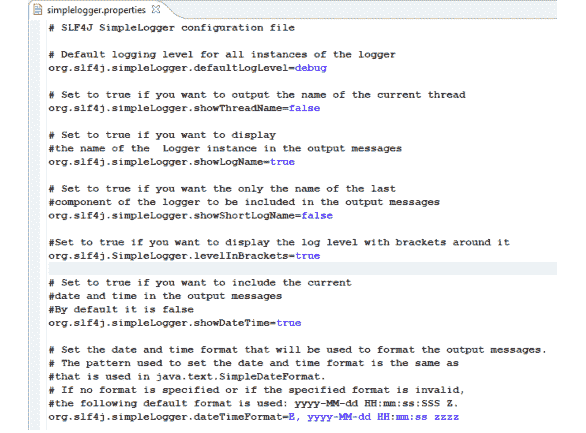 simplelogger.properties
# SLF4J SimpleLogger configuration file
# Default logging level for all instances of the logger
org.slf4j.simpleLogger.defaultLogLevel=debug
# Set to true if you want to output the name of the current thread
org.slf4j.simpleLogger.showThreadName=false
# Set to true if you want to display
#the name of the  Logger instance in the output messages
org.slf4j.simpleLogger.showLogName=true
# Set to true if you want the only the name of the last
#component of the logger to be included in the output messages
org.slf4j.simpleLogger.showShortLogName=false
#Set to true if you want to display the log level with brackets around it
org.slf4j.SimpleLogger.levelInBrackets=true
# Set to true if you want to include the current
#date and time in the output messages
#By default it is false
org.slf4j.simpleLogger.showDateTime=true
# Set the date and time format that will be used to format the output messages.
# The pattern used to set the date and time format is the same as
#that is used in java.text.SimpleDateFormat.
# If no format is specified or if the specified format is invalid,
#the following default format is used: yyyy-MM-dd HH:mm:ss:SSS Z.
org.slf4j.simpleLogger.dateTimeFormat=E, yyyy-MM-dd HH:mm:ss zzzz